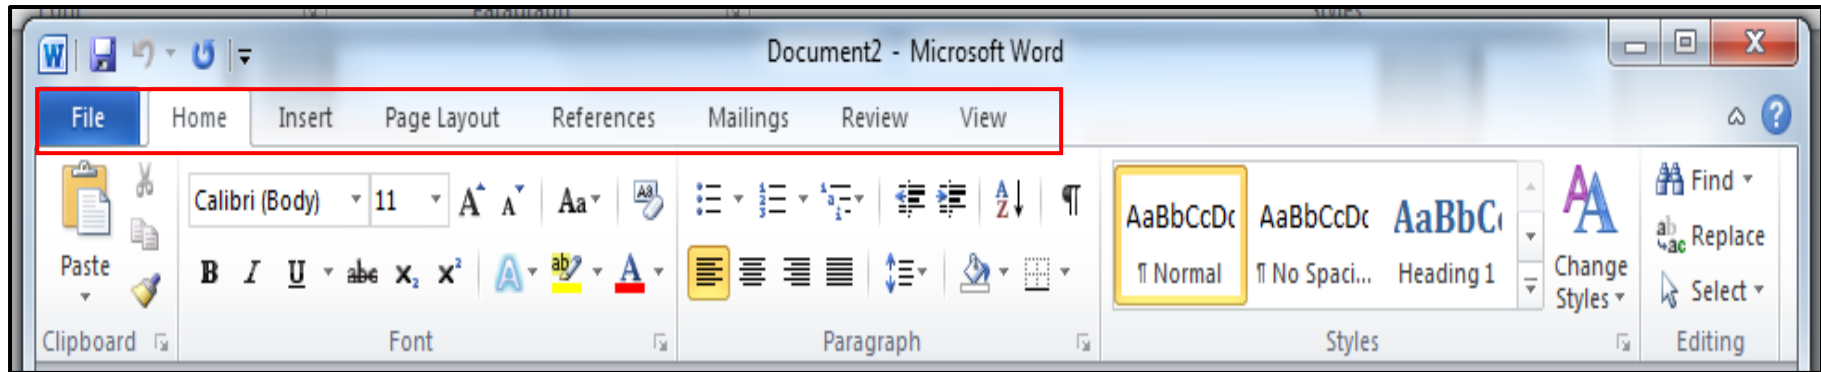 Document2 - Microsoft Word
File Home Insert Page Layout References Mailings Review View
Calibri (Body) 11 A A Aa
AaBbCcDc AaBbCcDc AaBbC
Find
Replace
Select
Paste
B I U abc X₂ X² A ab A
¶ Normal ¶ No Spaci... Heading 1
Change
Styles
Clipboard Font Paragraph Styles Editing